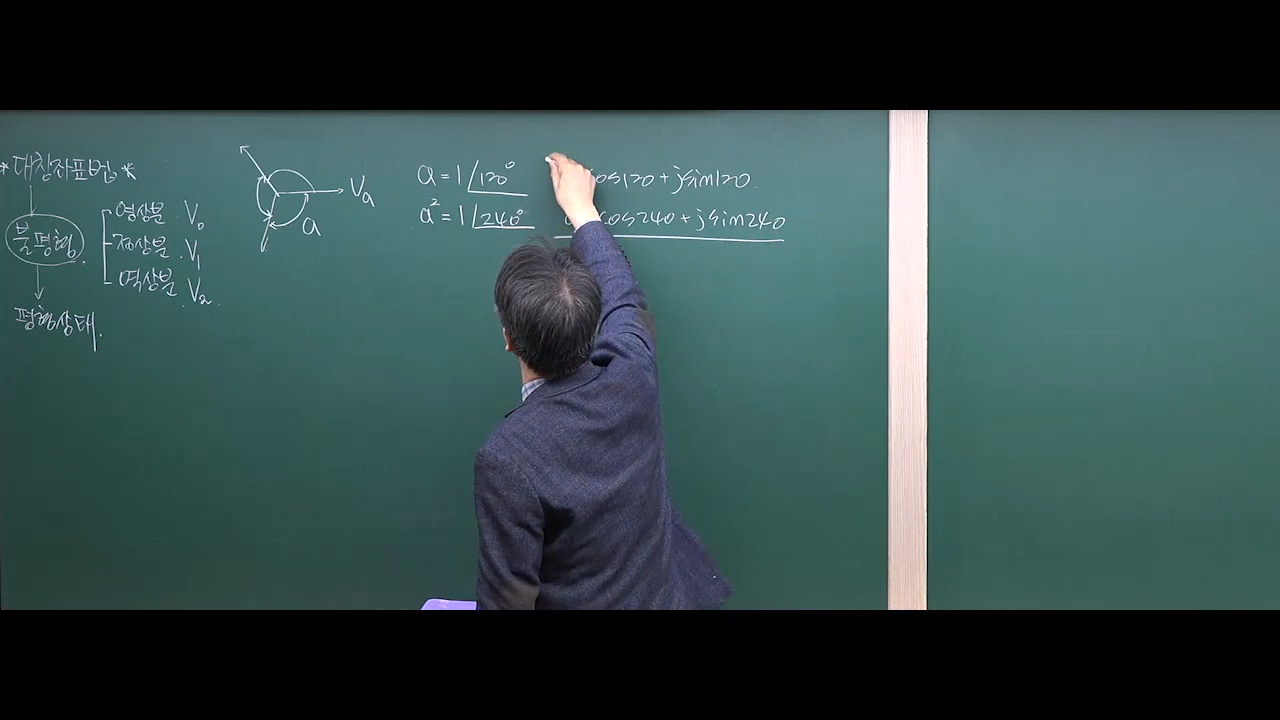 *대칭좌표법*
불평형.
영상분 V₀
정상분 V₁
역상분 V₂
평형상태.
Vₐ
a
a = 1∠120° cos120 + jsin120
a² = 1∠240° cos240 + jsin240